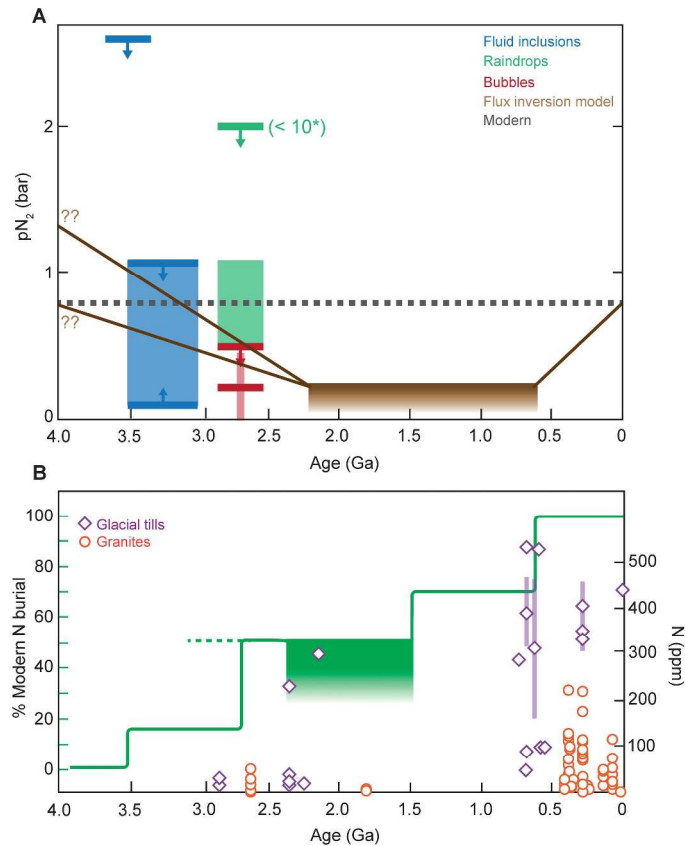 A
Fluid inclusions
Raindrops
Bubbles
Flux inversion model
Modern
(< 10*)
??
??
pN2 (bar)
2
1
0
4.0 3.5 3.0 2.5 2.0 1.5 1.0 0.5 0
Age (Ga)
B
Glacial tills
Granites
% Modern N burial
100
80
60
40
20
0
N (ppm)
500
400
300
200
100
0
4.0 3.5 3.0 2.5 2.0 1.5 1.0 0.5 0
Age (Ga)